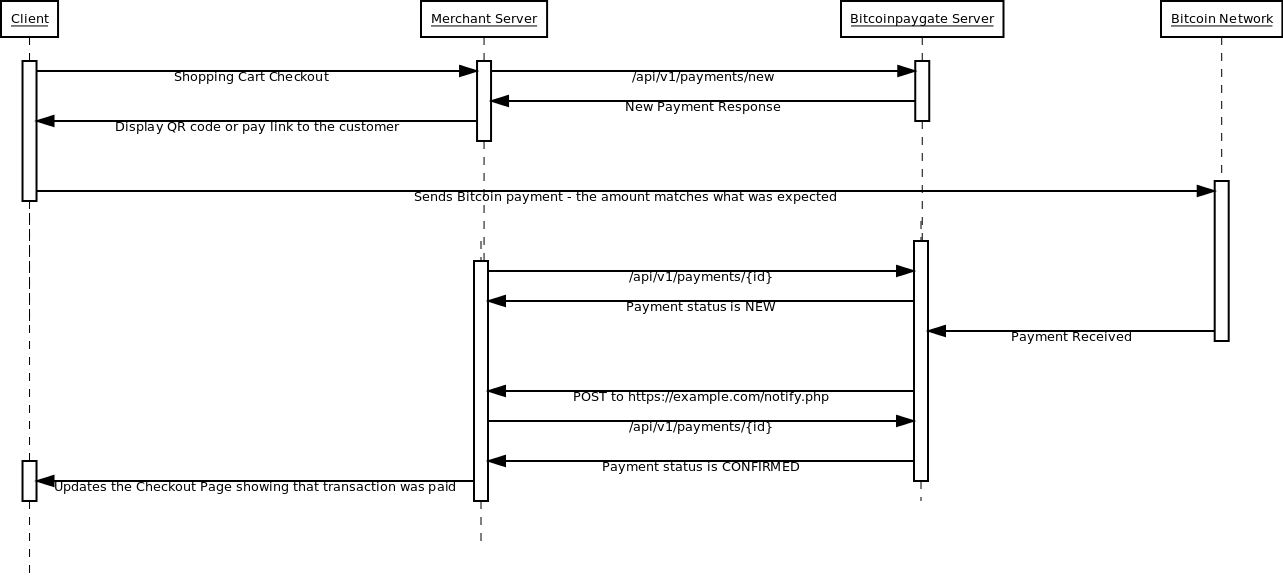 Client
Merchant Server
Bitcoinpaygate Server
Bitcoin Network
Shopping Cart Checkout
/api/v1/payments/new
New Payment Response
Display QR code or pay link to the customer
Sends Bitcoin payment - the amount matches what was expected
/api/v1/payments/{id}
Payment status is NEW
Payment Received
POST to https://example.com/notify.php
/api/v1/payments/{id}
Payment status is CONFIRMED
Updates the Checkout Page showing that transaction was paid